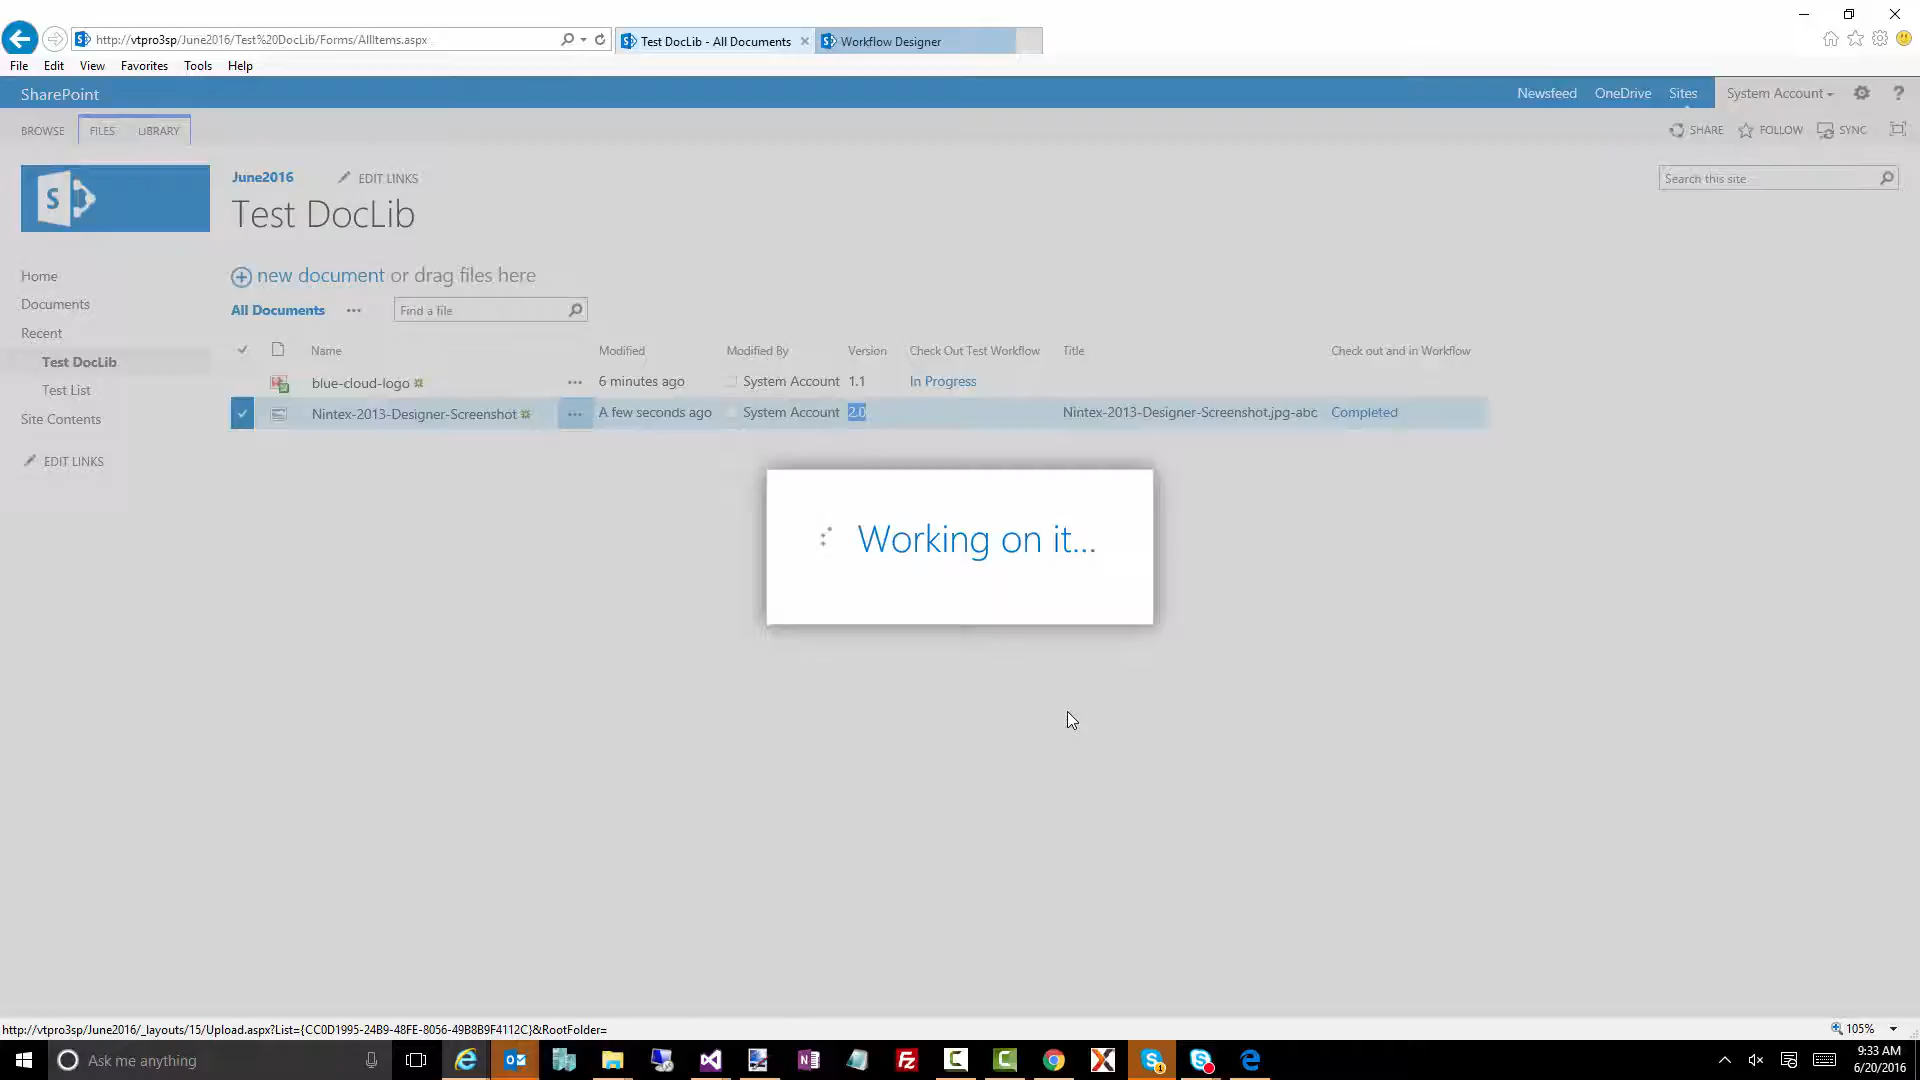 http://vtpro3sp/June2016/Test%20DocLib/Forms/AllItems.aspx
Test DocLib - All Documents
Workflow Designer
File Edit View Favorites Tools Help
SharePoint
Newsfeed OneDrive Sites System Account ?
BROWSE FILES LIBRARY
SHARE FOLLOW SYNC
S
June2016 EDIT LINKS
Search this site
Test DocLib
Home
Documents
Recent
Test DocLib
Test List
Site Contents
EDIT LINKS
new document or drag files here
All Documents ... Find a file
Name Modified Modified By Version Check Out Test Workflow Title Check out and in Workflow
blue-cloud-logo ... 6 minutes ago System Account 1.1 In Progress
Nintex-2013-Designer-Screenshot ... A few seconds ago System Account 2.0 Nintex-2013-Designer-Screenshot.jpg-abc Completed
Working on it...
http://vtpro3sp/June2016/_layouts/15/Upload.aspx?List={CC0D1995-24B9-48FE-8056-49B8B9F4112C}&RootFolder=
105%
Ask me anything
9:33 AM
6/20/2016